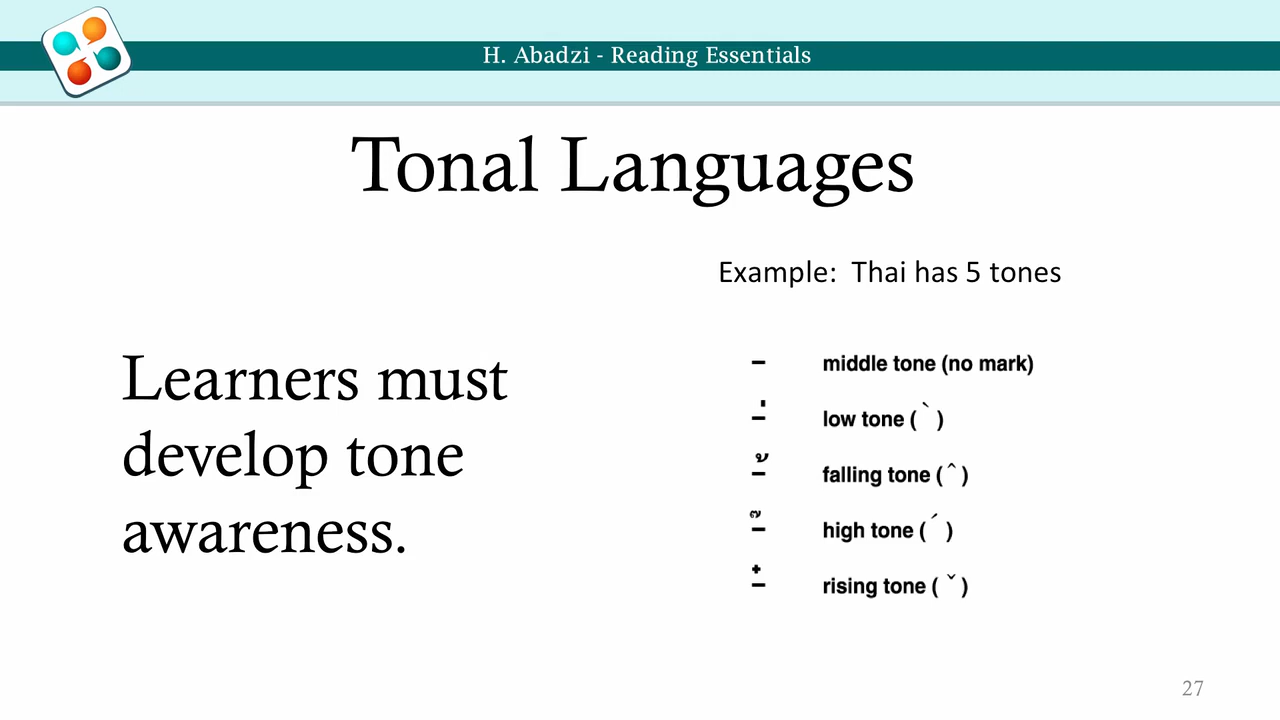 H. Abadzi - Reading Essentials
Tonal Languages
Example: Thai has 5 tones
Learners must
develop tone
awareness.
– middle tone (no mark)
–่ low tone ( ` )
–้ falling tone ( ˆ )
–๊ high tone ( ´ )
–๋ rising tone ( ˇ )
27